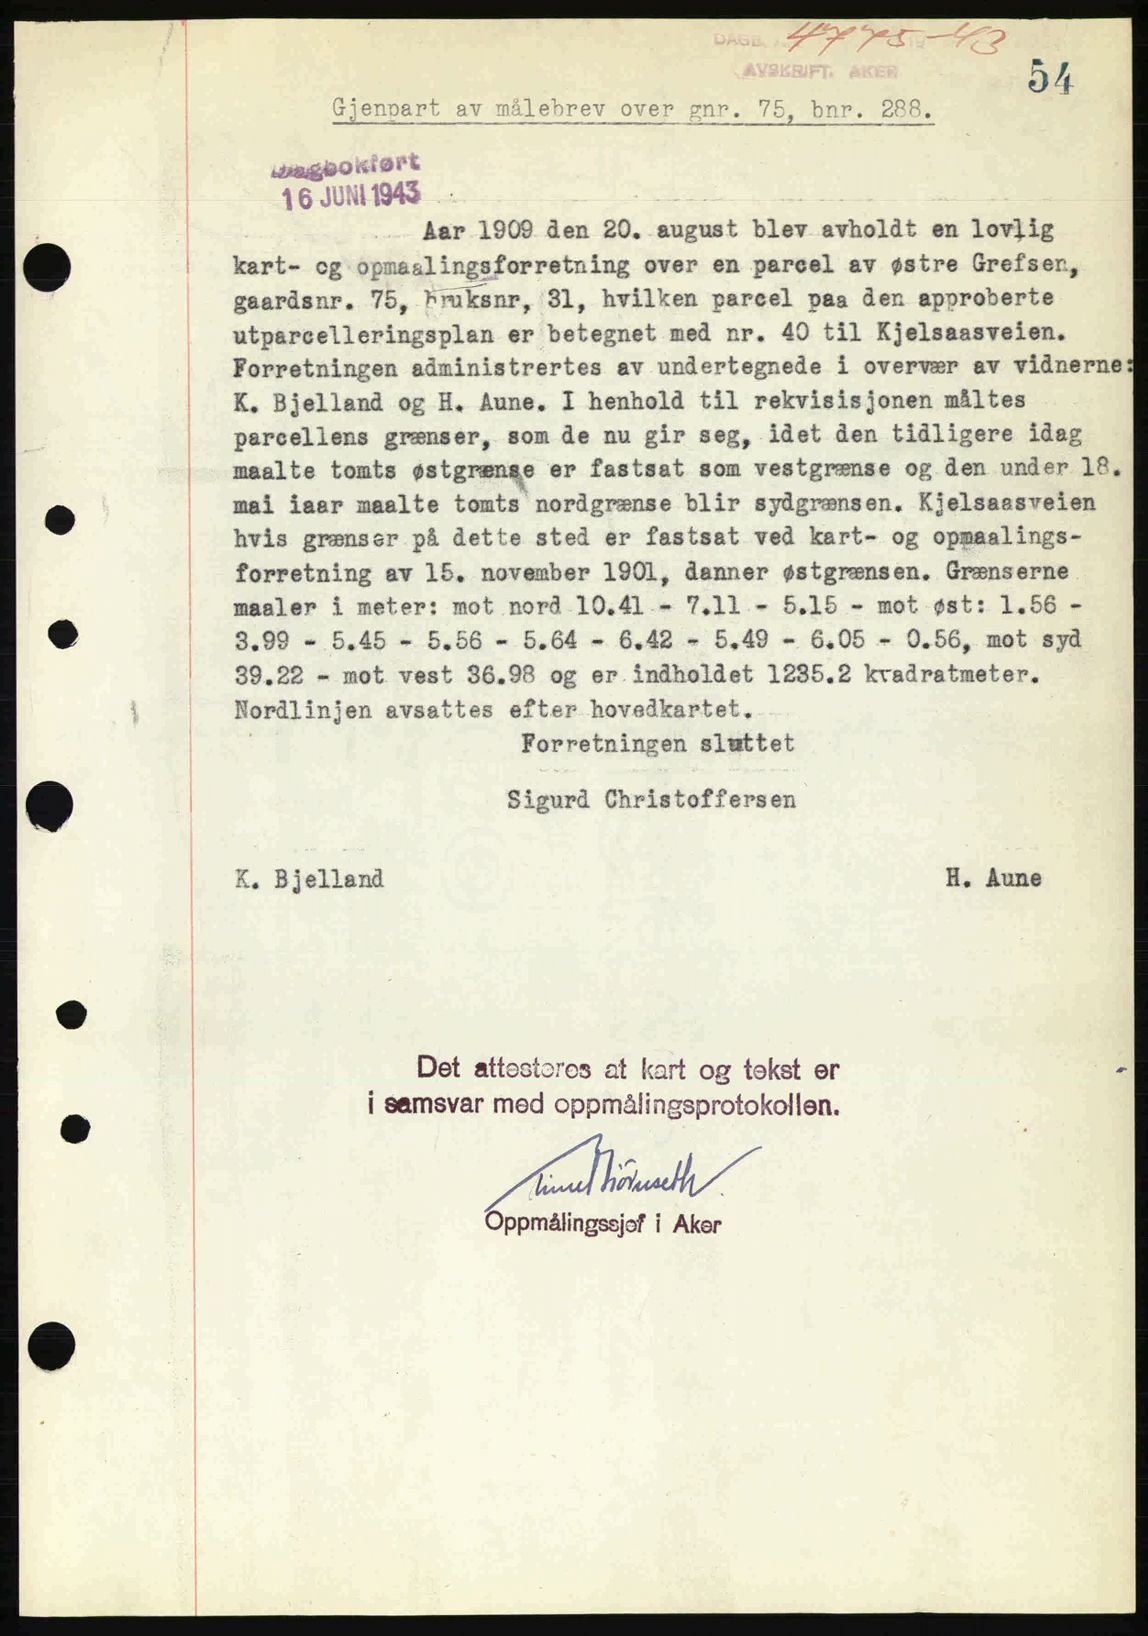 DAGB. 4775-43
AVSKRIFT. AKER
54
Gjenpart av målebrev over gnr. 75, bnr. 288.
Dagbokført
16 JUNI 1943
Aar 1909 den 20. august blev avholdt en lovlig
kart- og opmaalingsforretning over en parcel av østre Grefsen,
gaardsnr. 75, bruksnr, 31, hvilken parcel paa den approberte
utparcelleringsplan er betegnet med nr. 40 til Kjelsaasveien.
Forretningen administrertes av undertegnede i overvær av vidnerne:
K. Bjelland og H. Aune. I henhold til rekvisisjonen måltes
parcellens grænser, som de nu gir seg, idet den tidligere idag
maalte tomts østgrænse er fastsat som vestgrænse og den under 18.
mai iaar maalte tomts nordgrænse blir sydgrænsen. Kjelsaasveien
hvis grænser på dette sted er fastsat ved kart- og opmaalings-
forretning av 15. november 1901, danner østgrænsen. Grænserne
maaler i meter: mot nord 10.41 - 7.11 - 5.15 - mot øst: 1.56 -
3.99 - 5.45 - 5.56 - 5.64 - 6.42 - 5.49 - 6.05 - 0.56, mot syd
39.22 - mot vest 36.98 og er indholdet 1235.2 kvadratmeter.
Nordlinjen avsattes efter hovedkartet.
Forretningen sluttet
Sigurd Christoffersen
K. Bjelland H. Aune
Det attesteres at kart og tekst er
i samsvar med oppmålingsprotokollen.
Oppmålingssjef i Aker